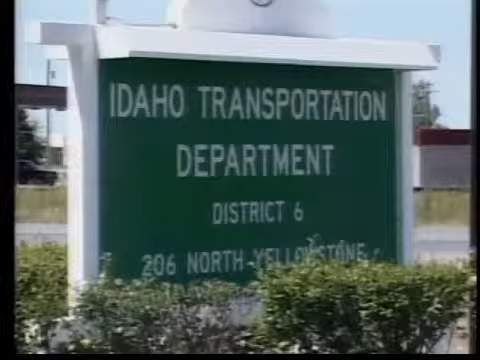 IDAHO TRANSPORTATION
DEPARTMENT
DISTRICT 6
206 NORTH YELLOWSTONE